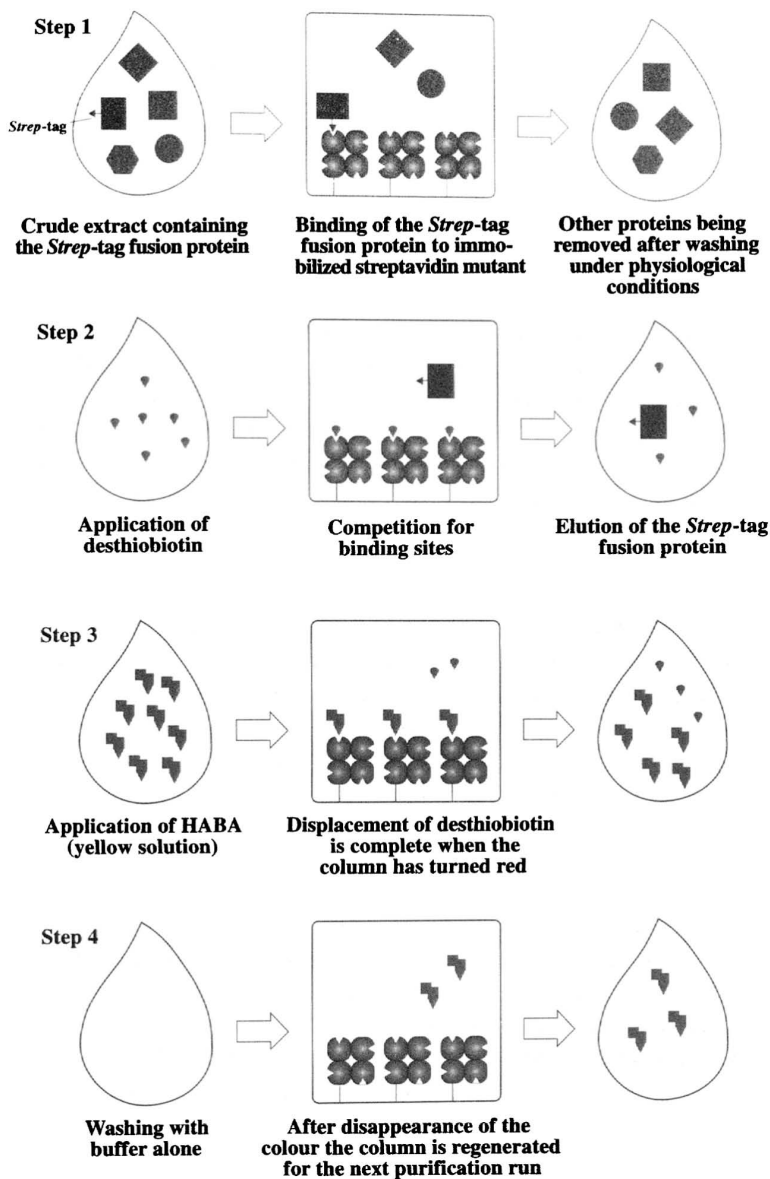 Step 1
Strep-tag
Crude extract containing
the Strep-tag fusion protein
Binding of the Strep-tag
fusion protein to immo-
bilized streptavidin mutant
Other proteins being
removed after washing
under physiological
conditions
Step 2
Application of
desthiobiotin
Competition for
binding sites
Elution of the Strep-tag
fusion protein
Step 3
Application of HABA
(yellow solution)
Displacement of desthiobiotin
is complete when the
column has turned red
Step 4
Washing with
buffer alone
After disappearance of the
colour the column is regenerated
for the next purification run